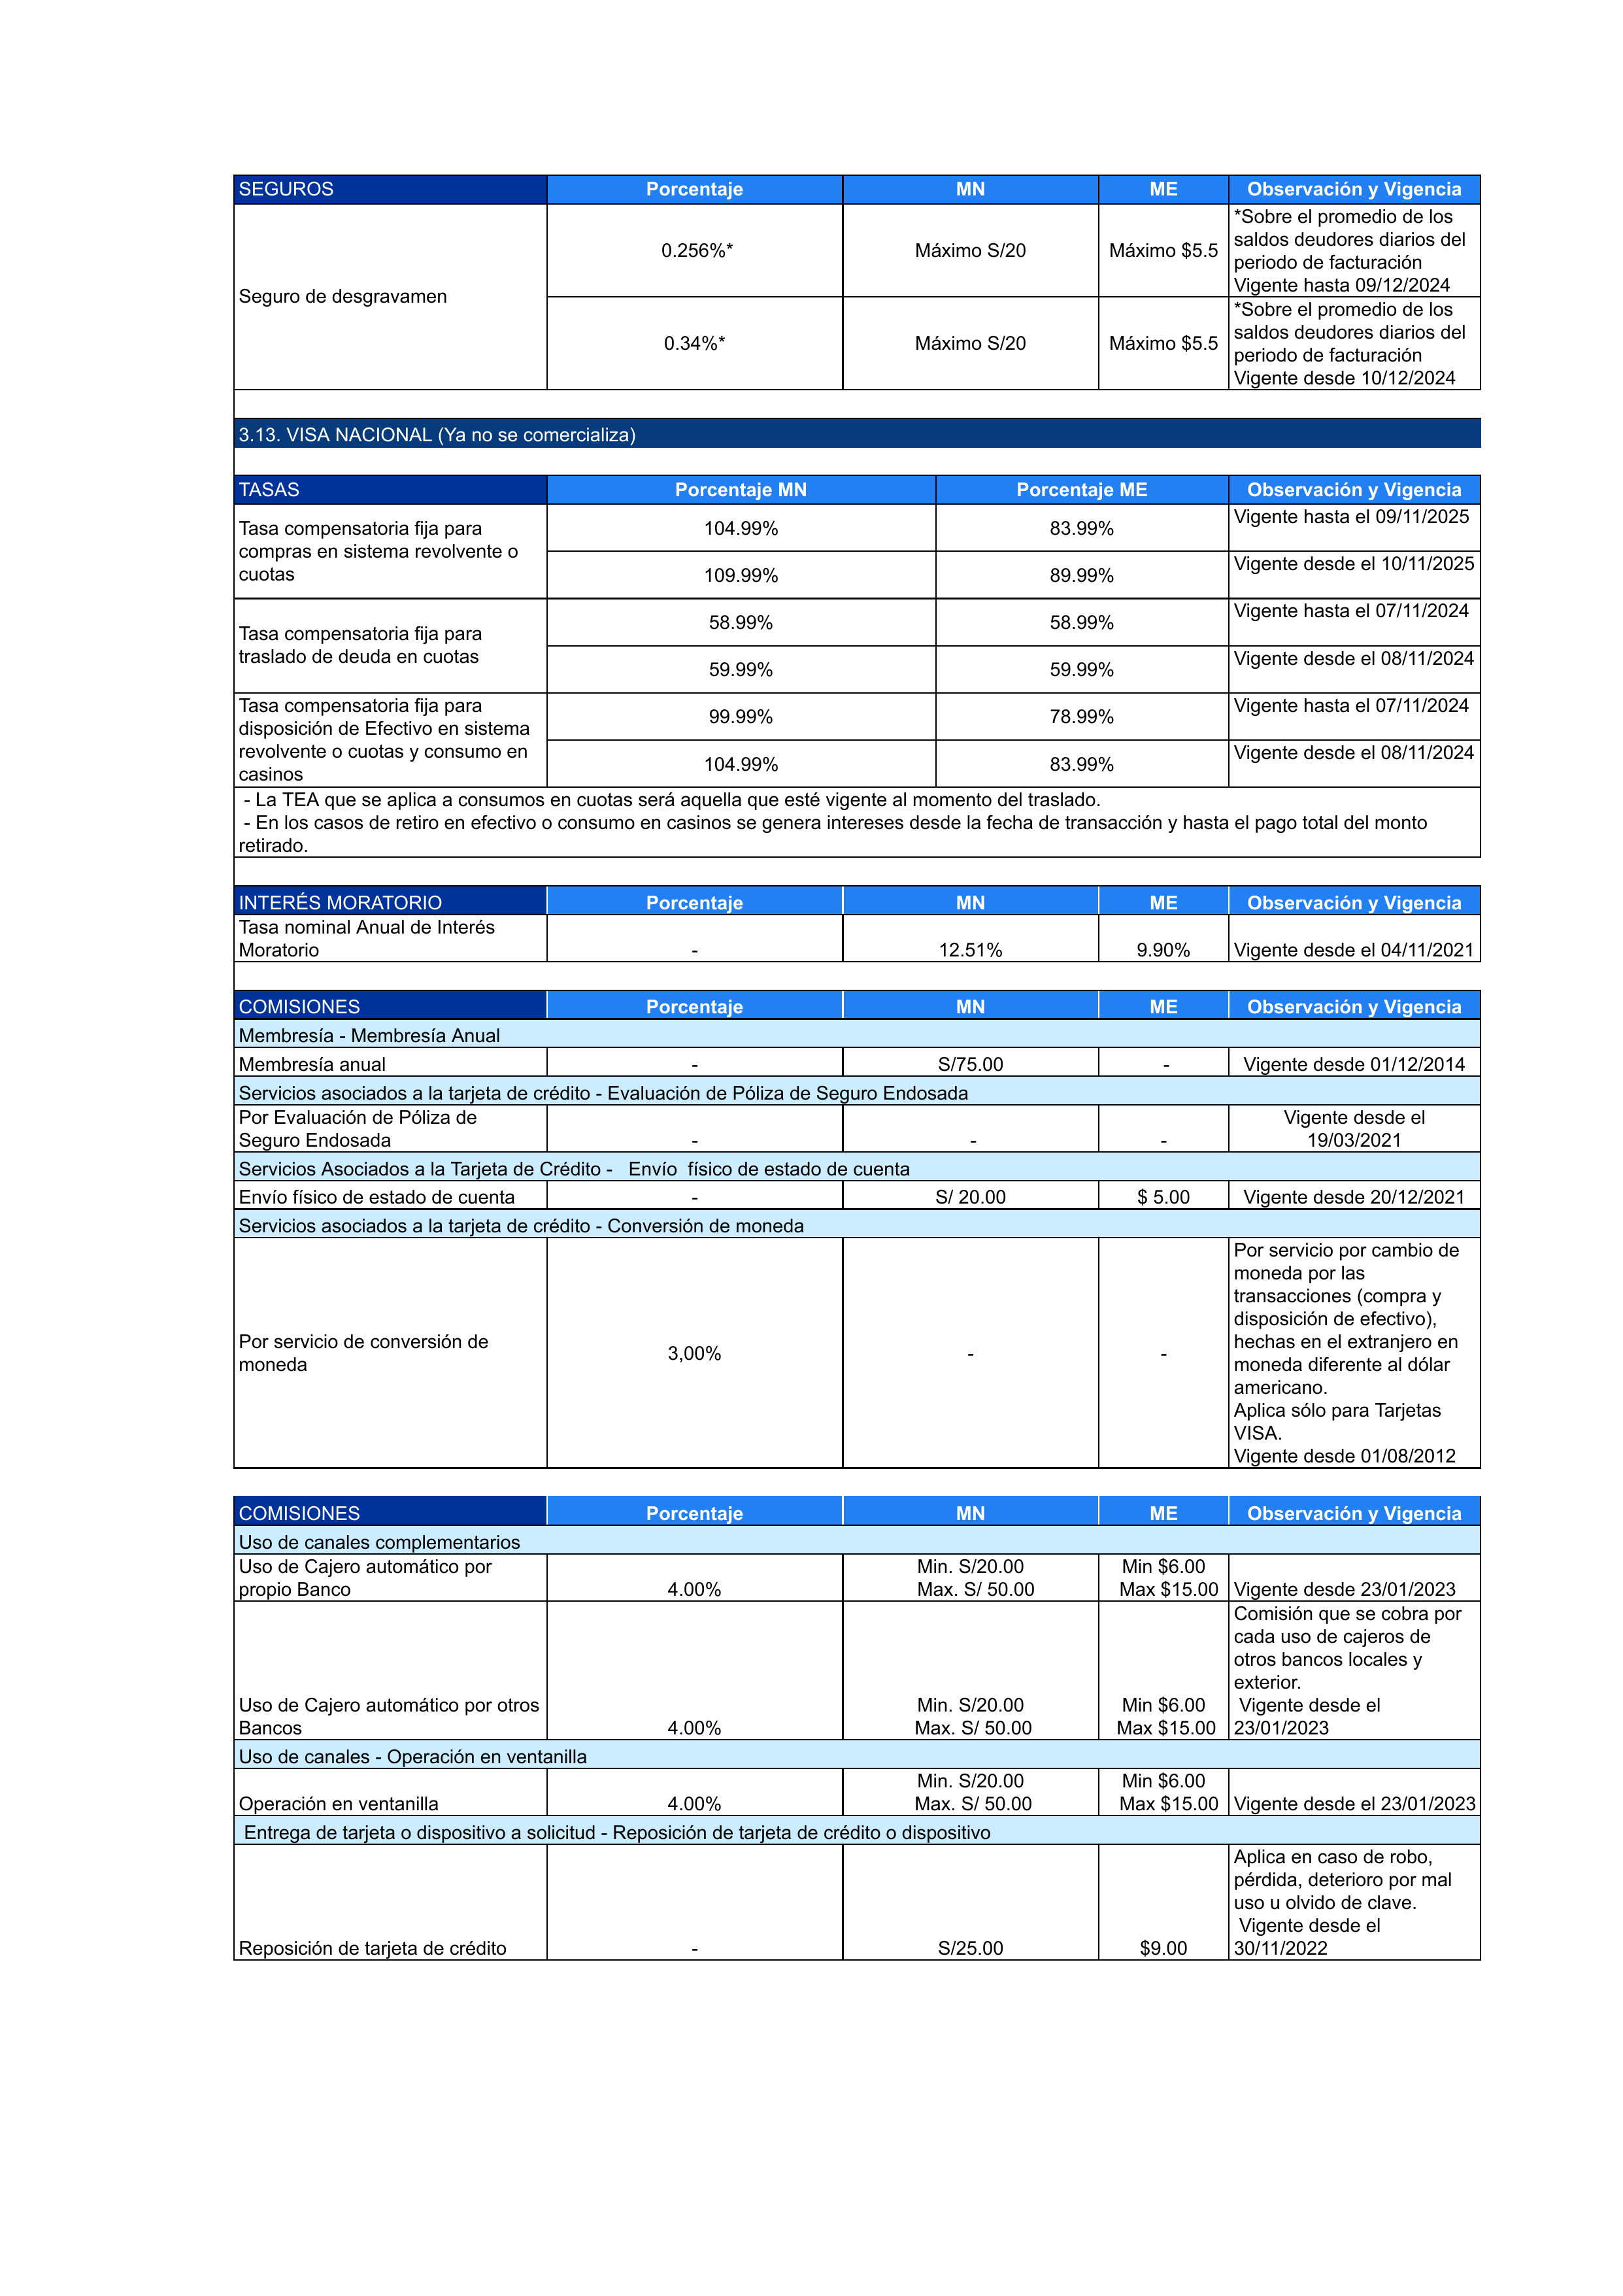 SEGUROS Porcentaje MN ME Observación y Vigencia
Seguro de desgravamen
0.256%* Máximo S/20 Máximo $5.5
*Sobre el promedio de los
saldos deudores diarios del
periodo de facturación
Vigente hasta 09/12/2024
0.34%* Máximo S/20 Máximo $5.5
*Sobre el promedio de los
saldos deudores diarios del
periodo de facturación
Vigente desde 10/12/2024
3.13. VISA NACIONAL (Ya no se comercializa)
TASAS Porcentaje MN Porcentaje ME Observación y Vigencia
Tasa compensatoria fija para
compras en sistema revolvente o
cuotas
104.99% 83.99% Vigente hasta el 09/11/2025
109.99% 89.99% Vigente desde el 10/11/2025
Tasa compensatoria fija para
traslado de deuda en cuotas
58.99% 58.99% Vigente hasta el 07/11/2024
59.99% 59.99% Vigente desde el 08/11/2024
Tasa compensatoria fija para
disposición de Efectivo en sistema
revolvente o cuotas y consumo en
casinos
99.99% 78.99% Vigente hasta el 07/11/2024
104.99% 83.99% Vigente desde el 08/11/2024
- La TEA que se aplica a consumos en cuotas será aquella que esté vigente al momento del traslado.
- En los casos de retiro en efectivo o consumo en casinos se genera intereses desde la fecha de transacción y hasta el pago total del monto
retirado.
INTERÉS MORATORIO Porcentaje MN ME Observación y Vigencia
Tasa nominal Anual de Interés
Moratorio - 12.51% 9.90% Vigente desde el 04/11/2021
COMISIONES Porcentaje MN ME Observación y Vigencia
Membresía - Membresía Anual
Membresía anual - S/75.00 - Vigente desde 01/12/2014
Servicios asociados a la tarjeta de crédito - Evaluación de Póliza de Seguro Endosada
Por Evaluación de Póliza de
Seguro Endosada - - -
Vigente desde el
19/03/2021
Servicios Asociados a la Tarjeta de Crédito -   Envío  físico de estado de cuenta
Envío físico de estado de cuenta - S/ 20.00 $ 5.00 Vigente desde 20/12/2021
Servicios asociados a la tarjeta de crédito - Conversión de moneda
Por servicio de conversión de
moneda
3,00% - -
Por servicio por cambio de
moneda por las
transacciones (compra y
disposición de efectivo),
hechas en el extranjero en
moneda diferente al dólar
americano.
Aplica sólo para Tarjetas
VISA.
Vigente desde 01/08/2012
COMISIONES Porcentaje MN ME Observación y Vigencia
Uso de canales complementarios
Uso de Cajero automático por
propio Banco
4.00%
Min. S/20.00
Max. S/ 50.00
Min $6.00
Max $15.00
Vigente desde 23/01/2023
Uso de Cajero automático por otros
Bancos
4.00%
Min. S/20.00
Max. S/ 50.00
Min $6.00
Max $15.00
Comisión que se cobra por
cada uso de cajeros de
otros bancos locales y
exterior.
Vigente desde el
23/01/2023
Uso de canales - Operación en ventanilla
Operación en ventanilla
4.00%
Min. S/20.00
Max. S/ 50.00
Min $6.00
Max $15.00
Vigente desde el 23/01/2023
Entrega de tarjeta o dispositivo a solicitud - Reposición de tarjeta de crédito o dispositivo
Reposición de tarjeta de crédito - S/25.00 $9.00
Aplica en caso de robo,
pérdida, deterioro por mal
uso u olvido de clave.
Vigente desde el
30/11/2022